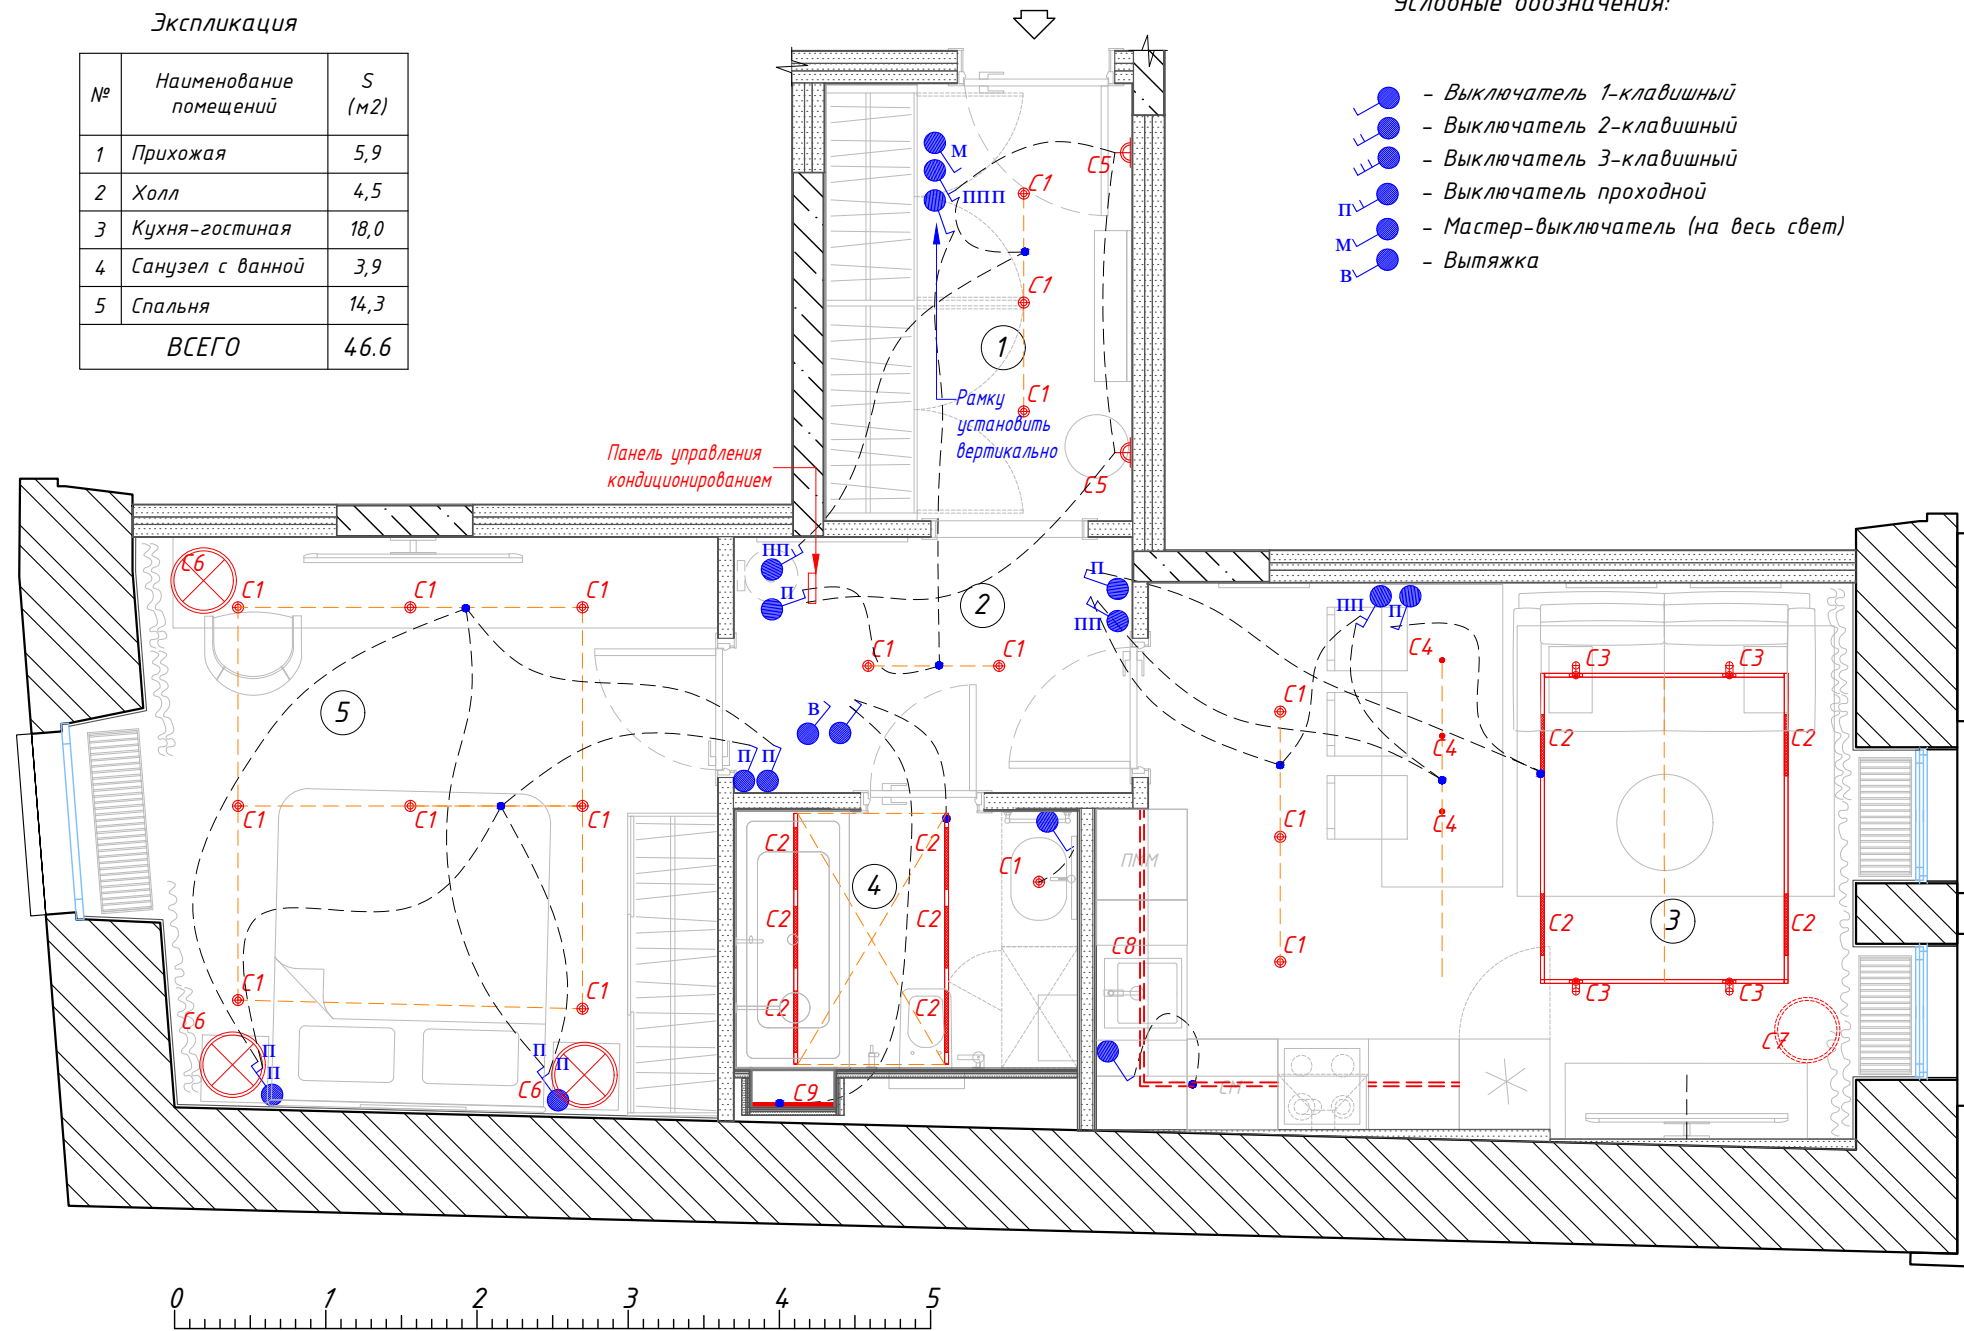 Экспликация
Условные обозначения:
№ Наименование помещений S (м2)
1 Прихожая 5,9
2 Холл 4,5
3 Кухня-гостиная 18,0
4 Санузел с ванной 3,9
5 Спальня 14,3
ВСЕГО 46.6
- Выключатель 1-клавишный
- Выключатель 2-клавишный
- Выключатель 3-клавишный
п - Выключатель проходной
м - Мастер-выключатель (на весь свет)
в - Вытяжка
м
ппп
С5
С1
С1
1
С1
Рамку
установить
вертикально
С5
Панель управления
кондиционированием
пп
п
2
С1 С1
п
пп
в
п п
С6
С1 С1 С1
5
С1 С1 С1
С1 С1
С6
п
п
п
п
С6
С2 С2
4
С1
С2 С2
С2 С2
С9
пп п
С4
С3 С3
С1
С4
С2 С2
С1
С4
ПММ
С8
С1
С2 С2
3
С3 С3
С7
СМ
0 1 2 3 4 5